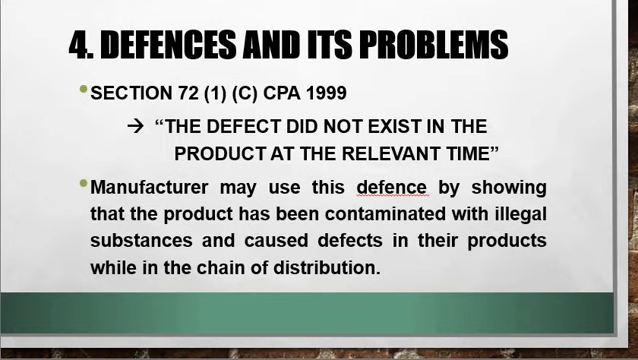 4. DEFENCES AND ITS PROBLEMS
•SECTION 72 (1) (C) CPA 1999
→ “THE DEFECT DID NOT EXIST IN THE
PRODUCT AT THE RELEVANT TIME”
•Manufacturer may use this defence by showing
that the product has been contaminated with illegal
substances and caused defects in their products
while in the chain of distribution.